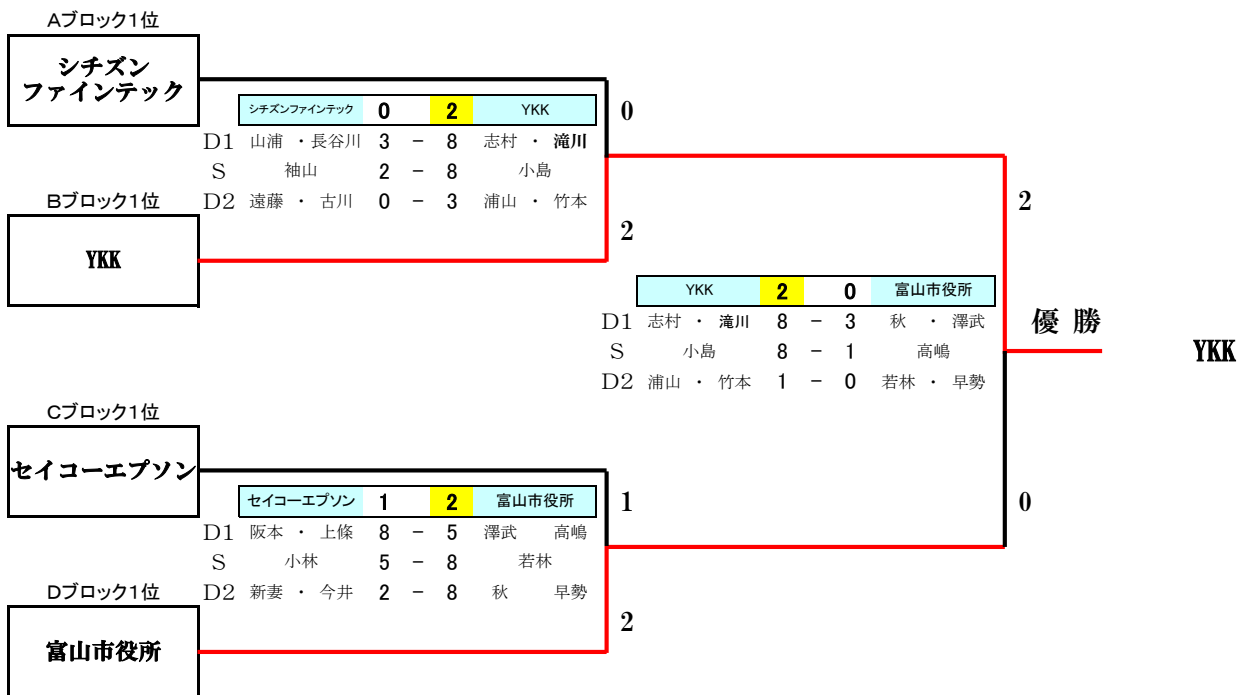 Aブロック1位
シチズン
ファインテック
シチズンファインテック 0 2 YKK
D1 山浦 ・長谷川 3 － 8 志村 ・ 滝川
S 袖山 2 － 8 小島
D2 遠藤 ・ 古川 0 － 3 浦山 ・ 竹本
0
Bブロック1位
YKK
2
2
YKK 2 0 富山市役所
D1 志村 ・ 滝川 8 － 3 秋 ・ 澤武
S 小島 8 － 1 高嶋
D2 浦山 ・ 竹本 1 － 0 若林 ・ 早勢
優 勝
YKK
Cブロック1位
セイコーエプソン
セイコーエプソン 1 2 富山市役所
D1 阪本 ・ 上條 8 － 5 澤武 高嶋
S 小林 5 － 8 若林
D2 新妻 ・ 今井 2 － 8 秋 早勢
1
0
Dブロック1位
富山市役所
2